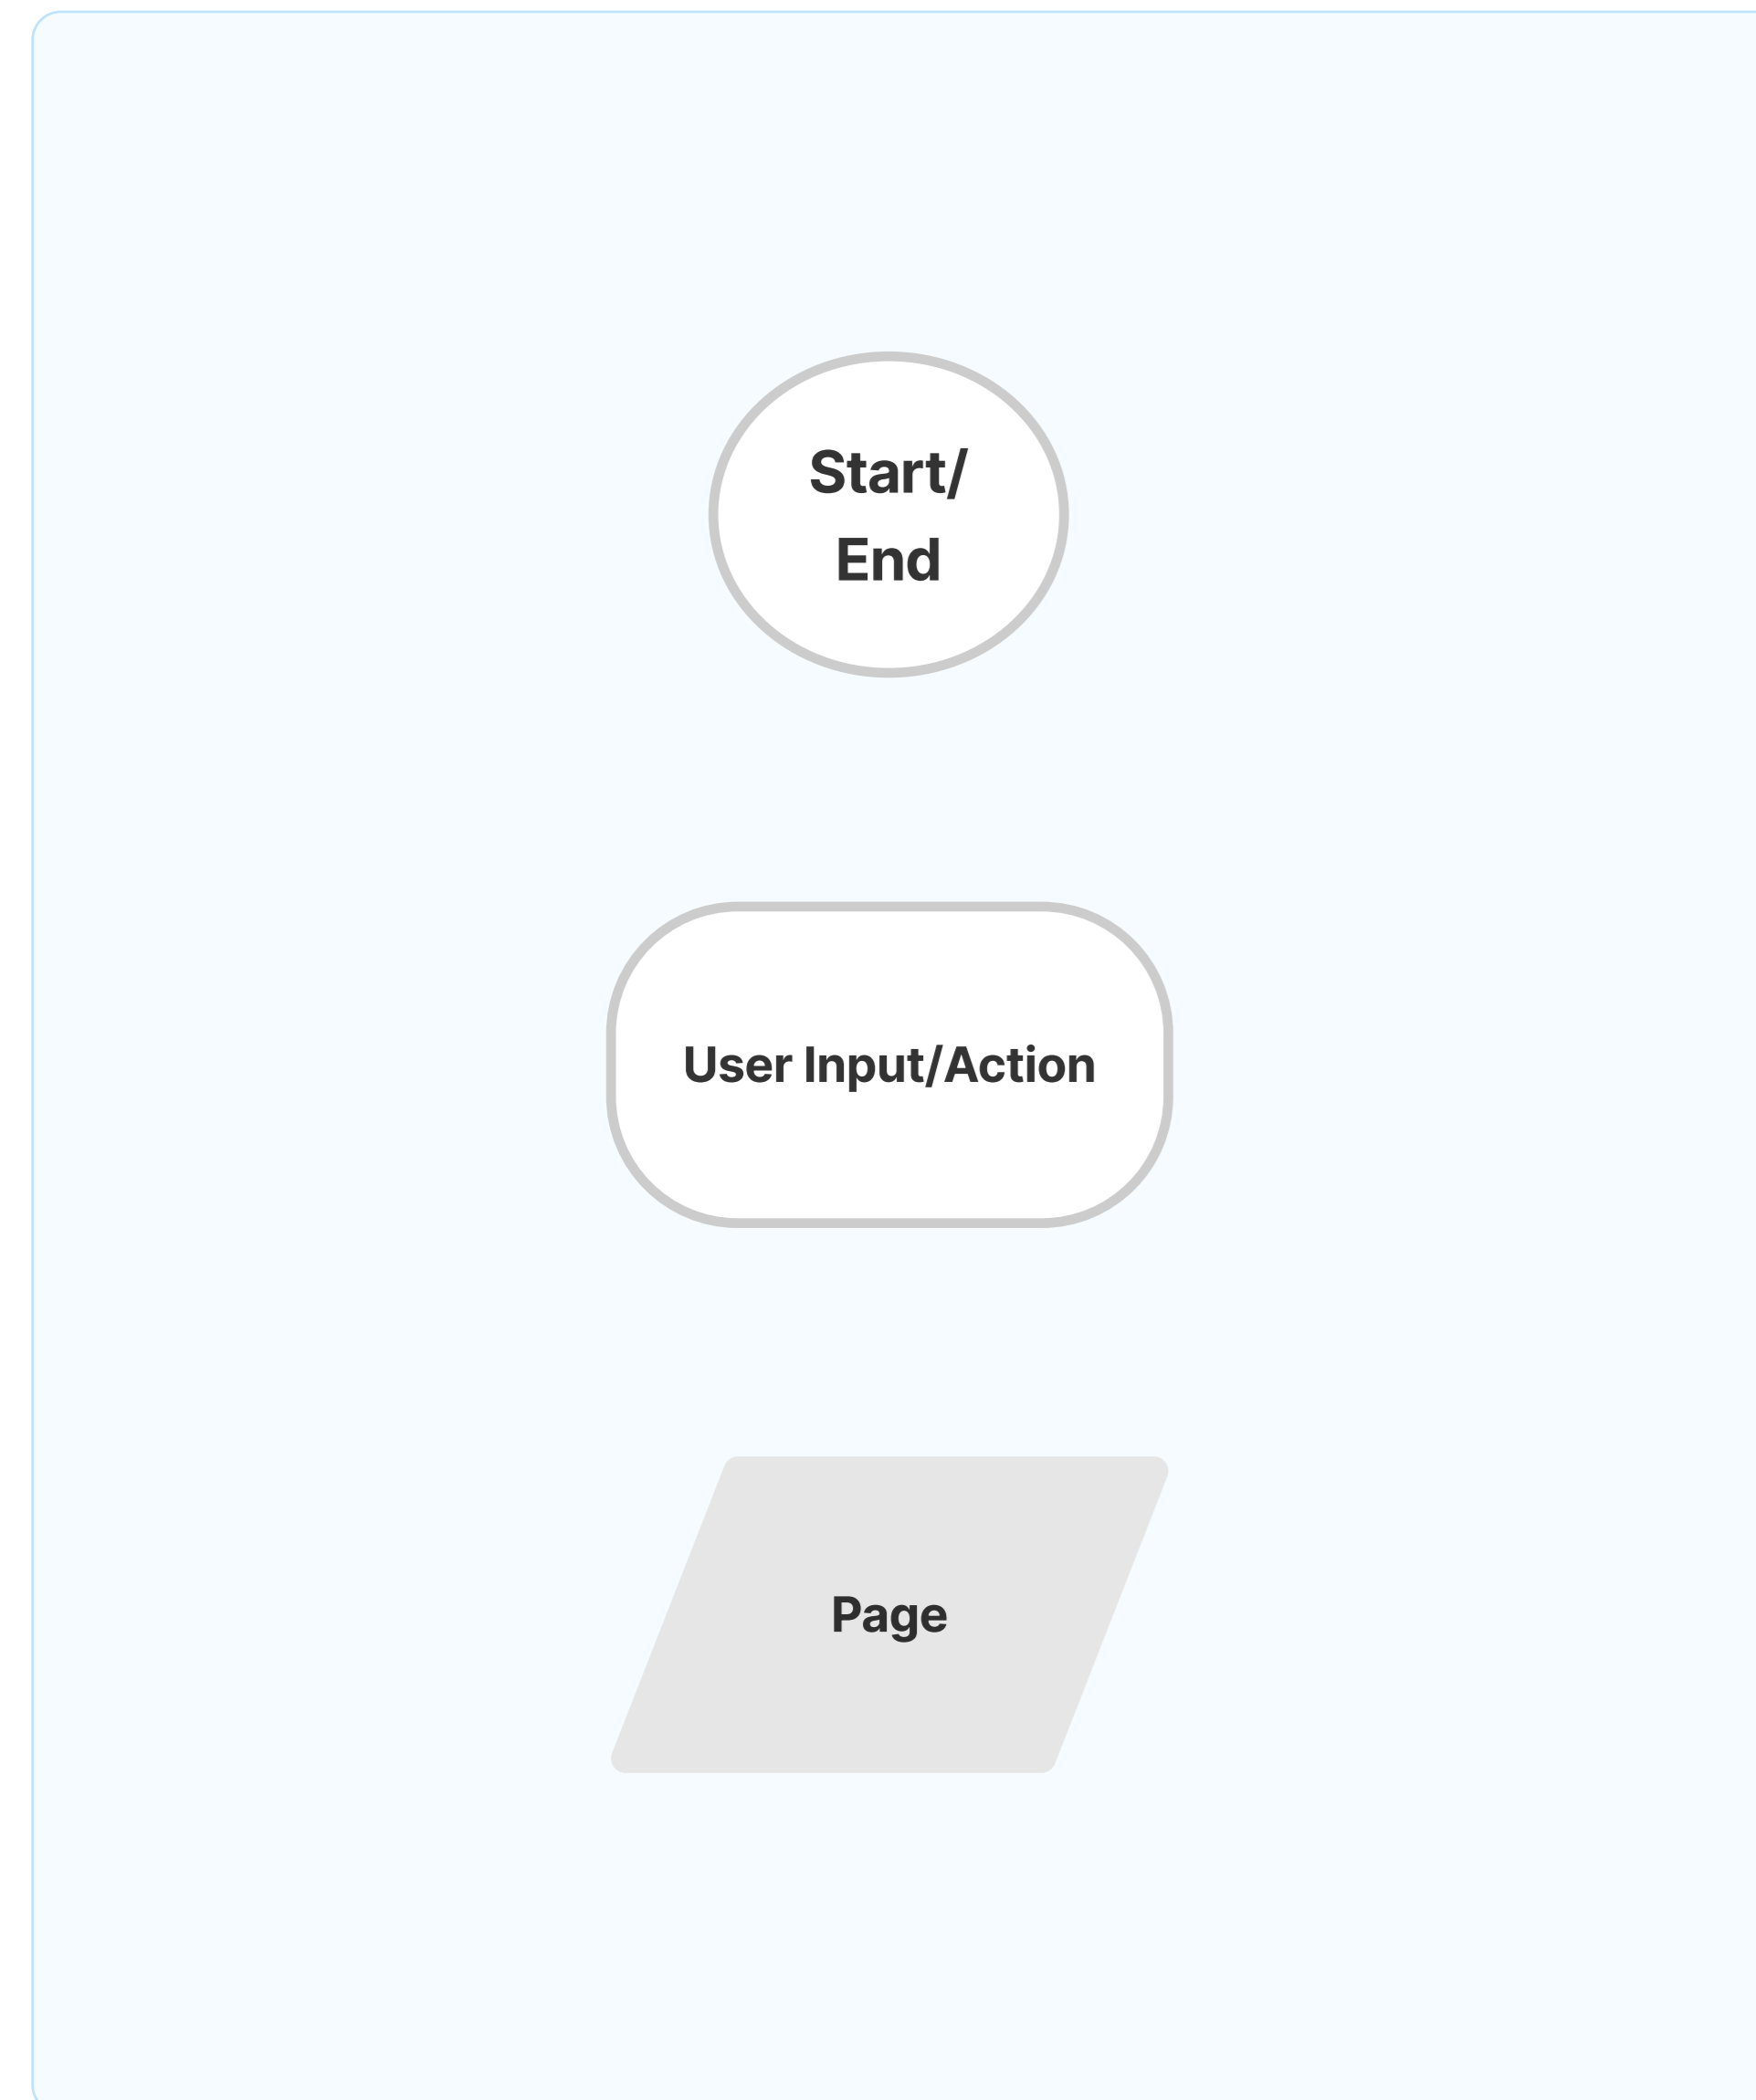 Start/
End
User Input/Action
Page